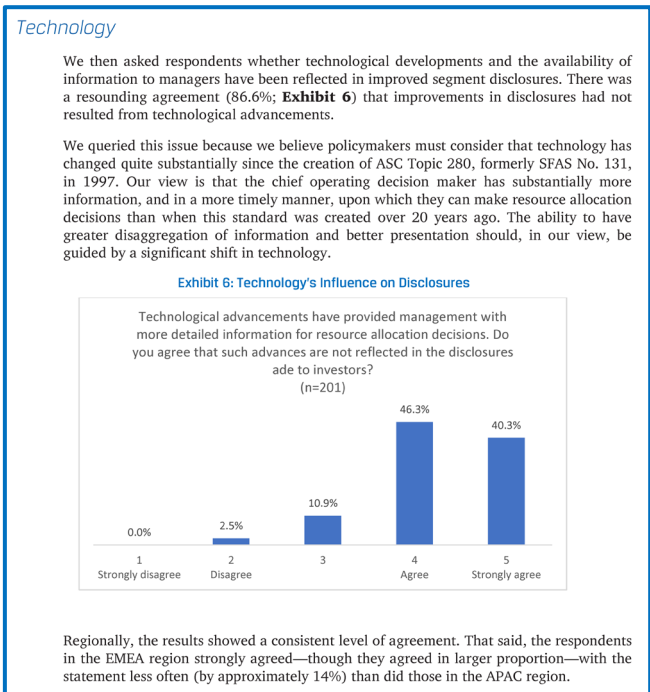 Technology
We then asked respondents whether technological developments and the availability of
information to managers have been reflected in improved segment disclosures. There was
a resounding agreement (86.6%; Exhibit 6) that improvements in disclosures had not
resulted from technological advancements.
We queried this issue because we believe policymakers must consider that technology has
changed quite substantially since the creation of ASC Topic 280, formerly SFAS No. 131,
in 1997. Our view is that the chief operating decision maker has substantially more
information, and in a more timely manner, upon which they can make resource allocation
decisions than when this standard was created over 20 years ago. The ability to have
greater disaggregation of information and better presentation should, in our view, be
guided by a significant shift in technology.
Exhibit 6: Technology's Influence on Disclosures
Technological advancements have provided management with
more detailed information for resource allocation decisions. Do
you agree that such advances are not reflected in the disclosures
ade to investors?
(n=201)
46.3%
40.3%
10.9%
2.5%
0.0%
1 2 3 4 5
Strongly disagree Disagree Agree Strongly agree
Regionally, the results showed a consistent level of agreement. That said, the respondents
in the EMEA region strongly agreed—though they agreed in larger proportion—with the
statement less often (by approximately 14%) than did those in the APAC region.